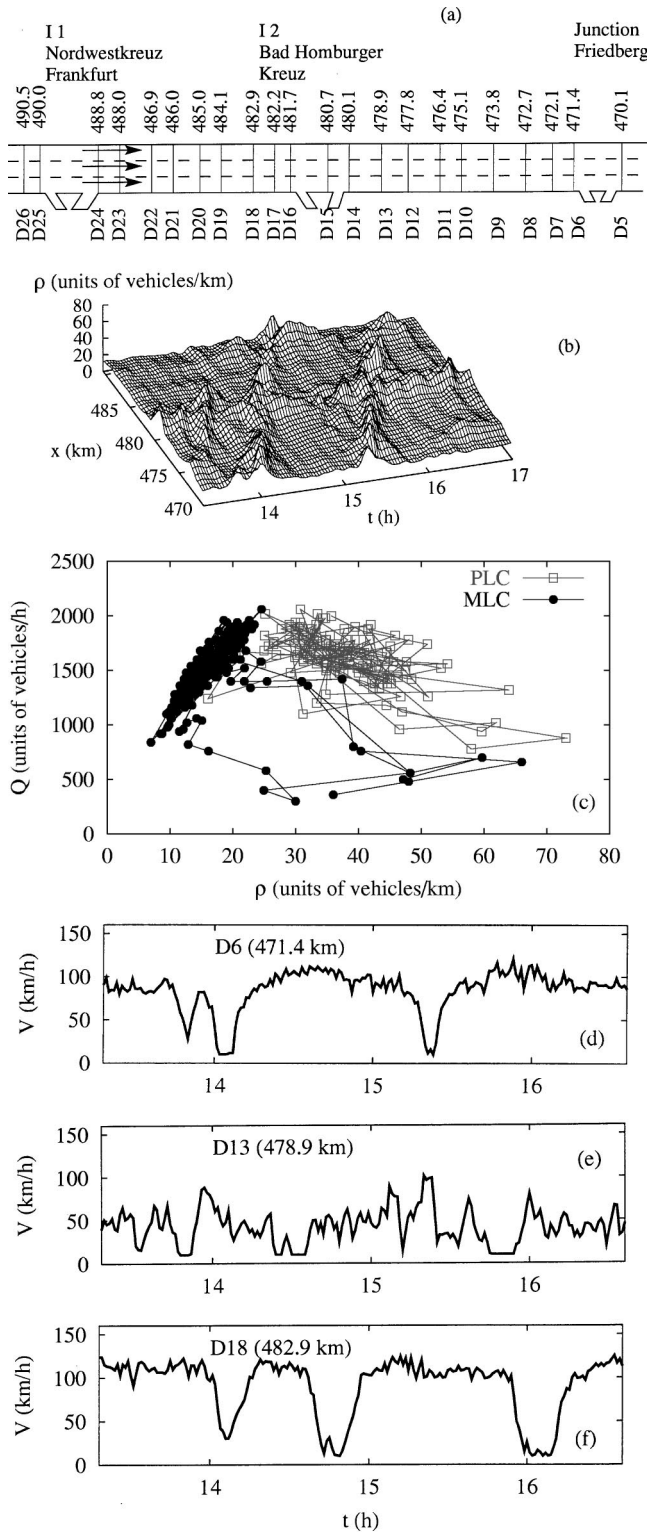 (a)
I 1 I 2 Junction
Nordwestkreuz Bad Homburger Friedberg
Frankfurt Kreuz
490.5 490.0 488.8 488.0 486.9 486.0 485.0 484.1 482.9 482.2 481.7 480.7 480.1 478.9 477.8 476.4 475.1 473.8 472.7 472.1 471.4 470.1
D26 D25 D24 D23 D22 D21 D20 D19 D18 D17 D16 D15 D14 D13 D12 D11 D10 D9 D8 D7 D6 D5
ρ (units of vehicles/km)
80
60
40
20
0
(b)
485
480
475
470
x (km)
14 15 16 17
t (h)
2500
2000
1500
1000
500
0
Q (units of vehicles/h)
PLC
MLC
(c)
0 10 20 30 40 50 60 70 80
ρ (units of vehicles/km)
150
100
50
0
V (km/h)
D6 (471.4 km)
(d)
14 15 16
150
100
50
0
V (km/h)
D13 (478.9 km)
(e)
14 15 16
150
100
50
0
V (km/h)
D18 (482.9 km)
(f)
14 15 16
t (h)